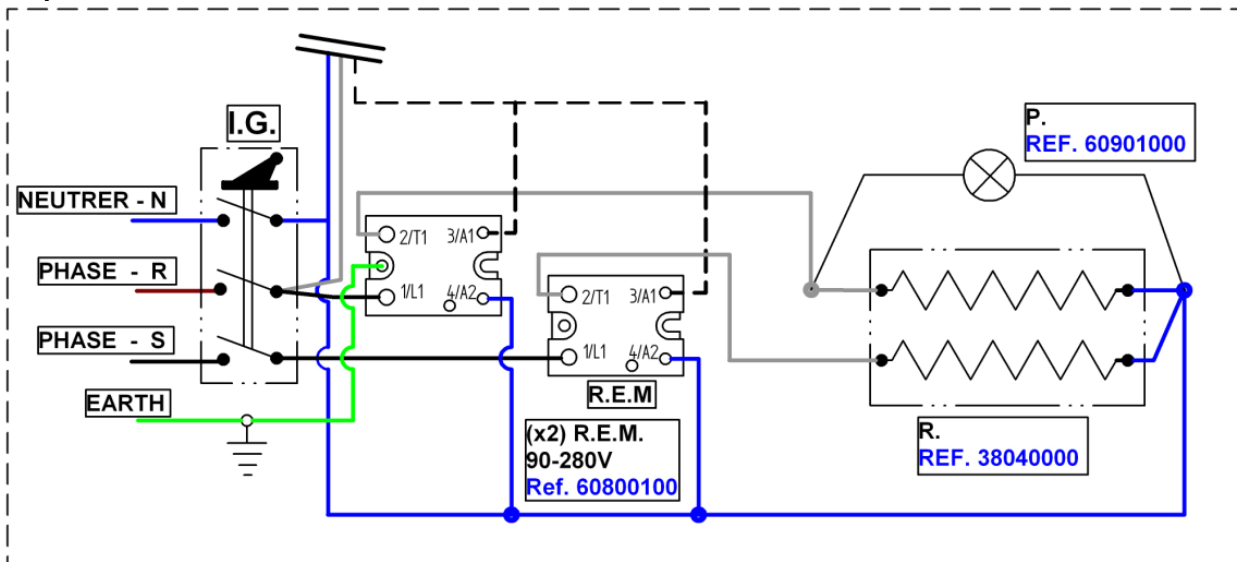 I.G.
NEUTRER - N
PHASE - R
PHASE - S
EARTH
2/T1
3/A1
1/L1
4/A2
2/T1
3/A1
1/L1
4/A2
R.E.M
(x2) R.E.M.
90-280V
Ref. 60800100
P.
REF. 60901000
R.
REF. 38040000